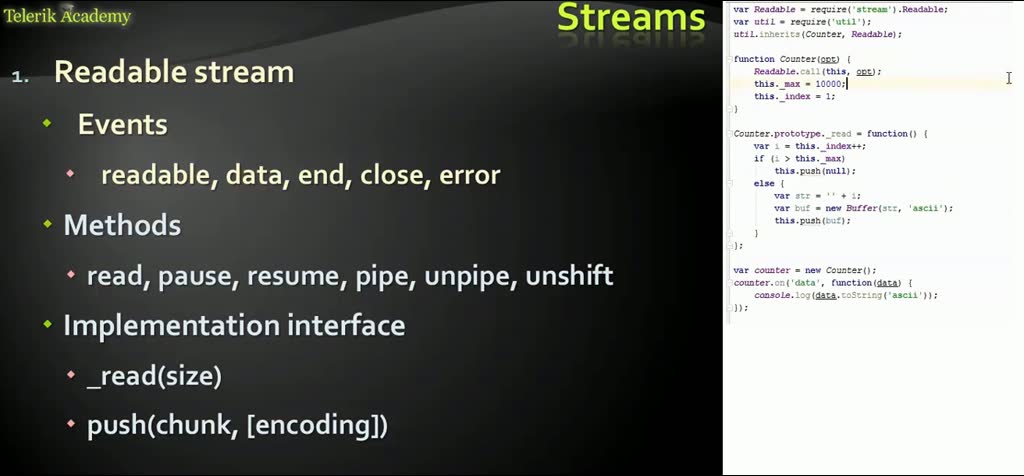 Telerik Academy
Streams
1. Readable stream
Events
readable, data, end, close, error
Methods
read, pause, resume, pipe, unpipe, unshift
Implementation interface
_read(size)
push(chunk, [encoding])
var Readable = require('stream').Readable;
var util = require('util');
util.inherits(Counter, Readable);
function Counter(opt) {
    Readable.call(this, opt);
    this._max = 10000;
    this._index = 1;
}
Counter.prototype._read = function() {
    var i = this._index++;
    if (i > this._max)
        this.push(null);
    else {
        var str = '' + i;
        var buf = new Buffer(str, 'ascii');
        this.push(buf);
    }
};
var counter = new Counter();
counter.on('data', function(data) {
    console.log(data.toString('ascii'));
});